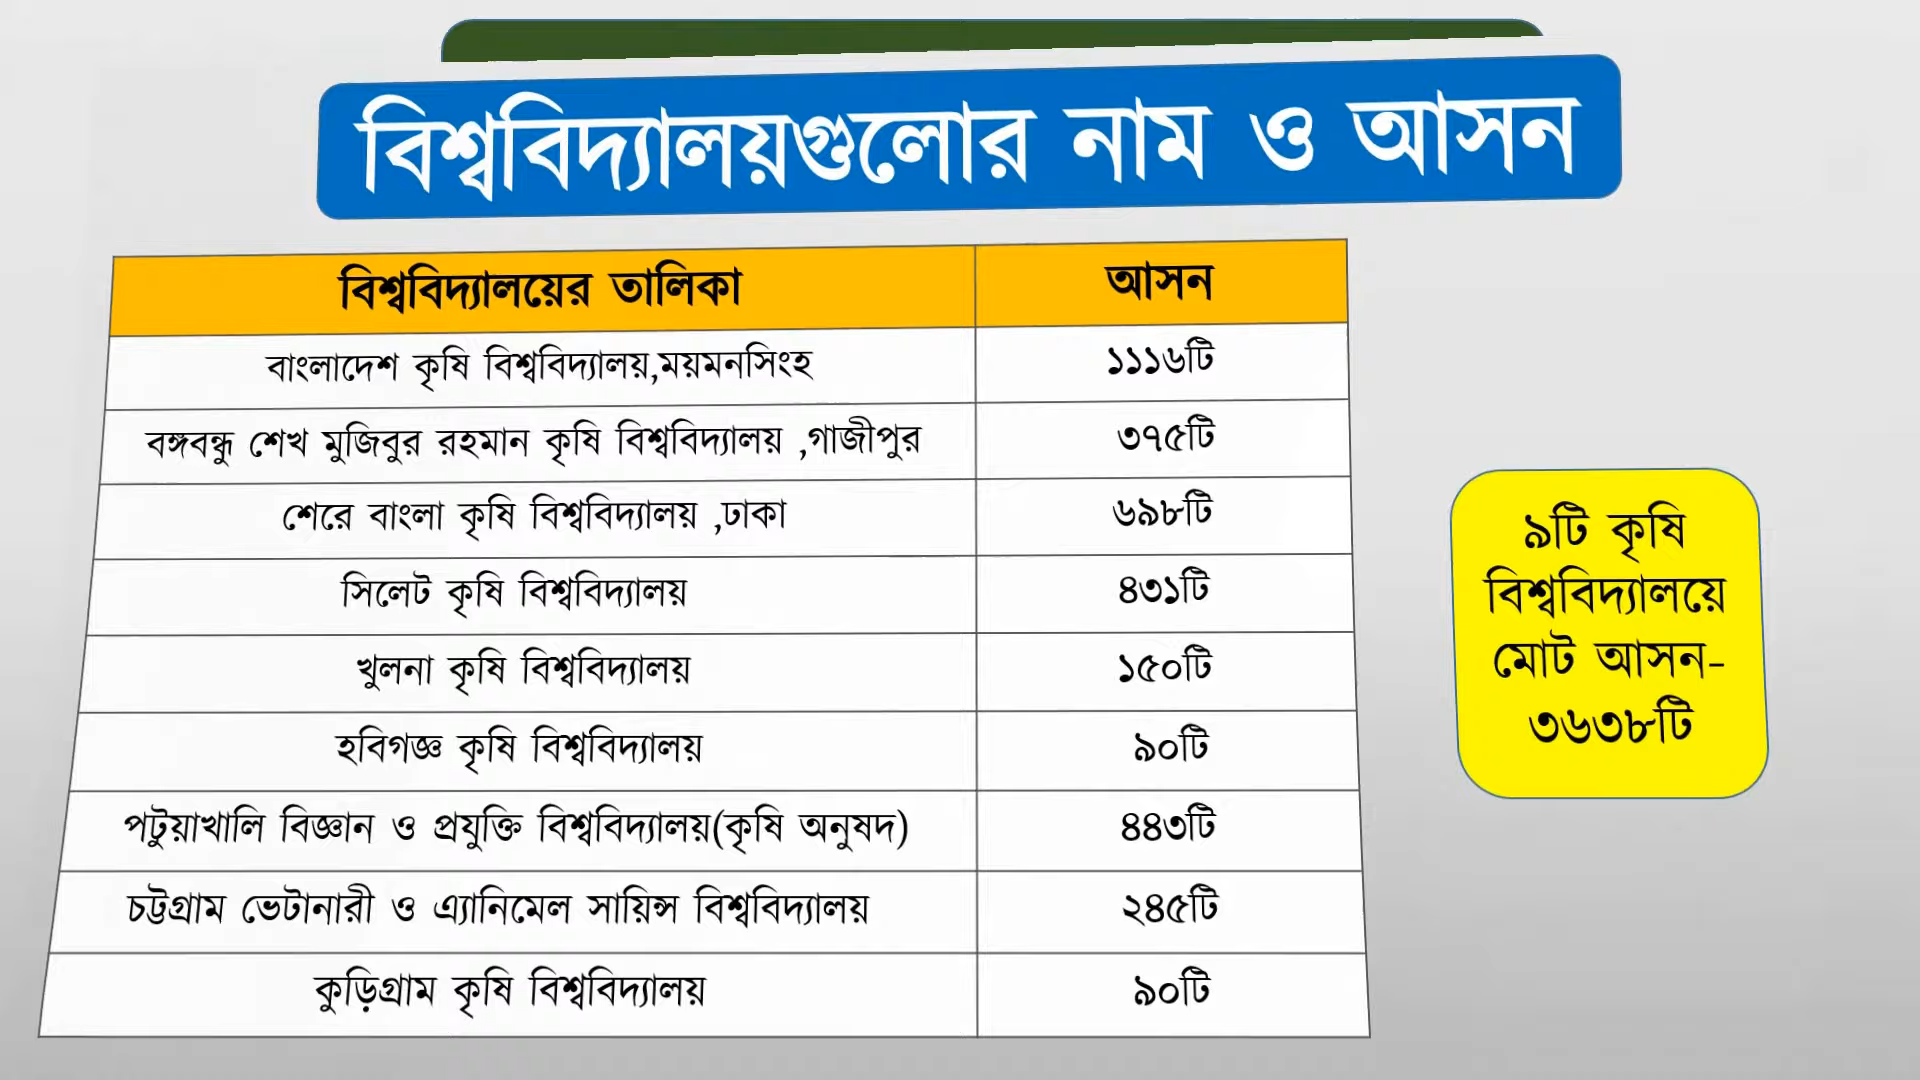 বিশ্ববিদ্যালয়গুলোর নাম ও আসন
বিশ্ববিদ্যালয়ের তালিকা আসন
বাংলাদেশ কৃষি বিশ্ববিদ্যালয়,ময়মনসিংহ ১১১৬টি
বঙ্গবন্ধু শেখ মুজিবুর রহমান কৃষি বিশ্ববিদ্যালয় ,গাজীপুর ৩৭৫টি
শেরে বাংলা কৃষি বিশ্ববিদ্যালয় ,ঢাকা ৬৯৮টি
সিলেট কৃষি বিশ্ববিদ্যালয় ৪৩১টি
খুলনা কৃষি বিশ্ববিদ্যালয় ১৫০টি
হবিগজ্ঞ কৃষি বিশ্ববিদ্যালয় ৯০টি
পটুয়াখালি বিজ্ঞান ও প্রযুক্তি বিশ্ববিদ্যালয়(কৃষি অনুষদ) ৪৪৩টি
চট্টগ্রাম ভেটানারী ও এ্যানিমেল সায়িন্স বিশ্ববিদ্যালয় ২৪৫টি
কুড়িগ্রাম কৃষি বিশ্ববিদ্যালয় ৯০টি
৯টি কৃষি
বিশ্ববিদ্যালয়ে
মোট আসন-
৩৬৩৮টি